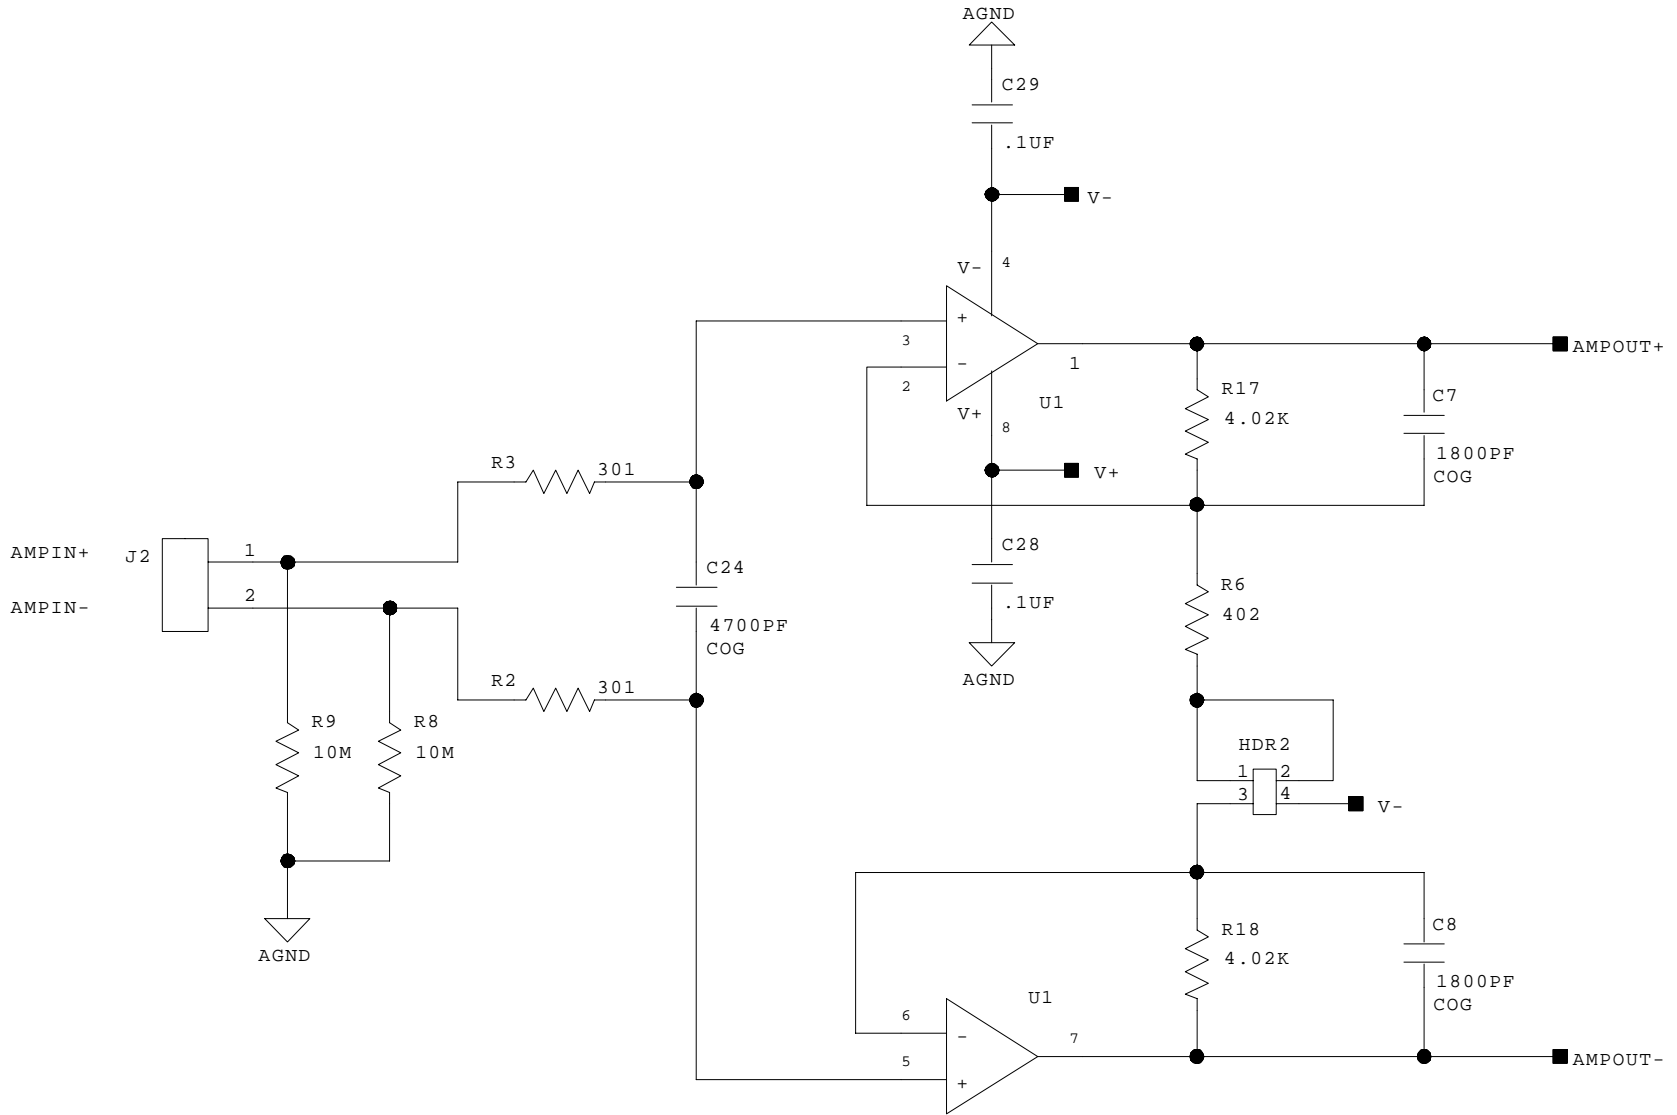 AGND
C29
.1UF
V-
V-
4
+
3
-
2
1
AMPOUT+
R17
4.02K
C7
1800PF
COG
U1
V+
8
V+
R3
301
AMPIN+
J2
1
AMPIN-
2
C24
4700PF
COG
C28
.1UF
AGND
R6
402
R2
301
R9
10M
R8
10M
HDR2
1
2
3
4
V-
AGND
R18
4.02K
C8
1800PF
COG
U1
6
-
7
5
+
AMPOUT-